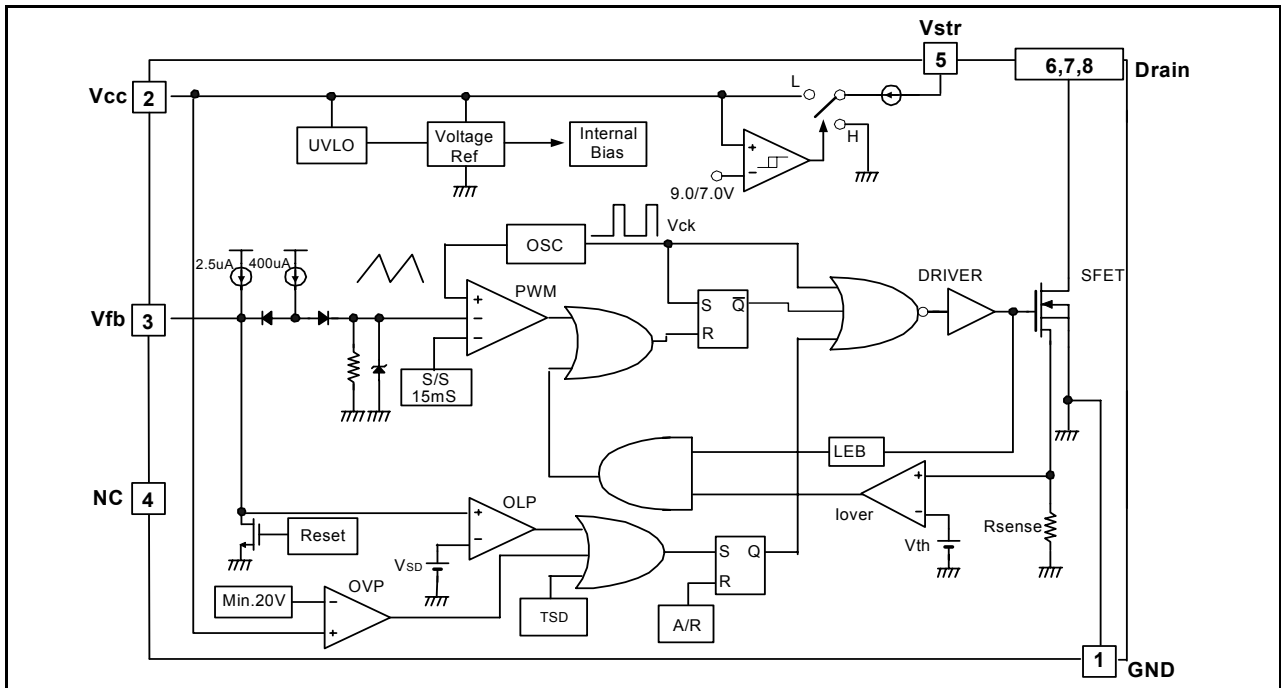 Vstr
5
6,7,8
Drain
Vcc
2
L
H
UVLO
Voltage
Ref
Internal
Bias
+
−
9.0/7.0V
OSC
Vck
2.5uA
400uA
DRIVER
SFET
Vfb
3
PWM
+
−
−
S
Q
R
S/S
15mS
LEB
NC
4
OLP
+
−
Iover
+
−
Rsense
Vth
Reset
VSD
S
Q
R
OVP
Min.20V
−
+
TSD
A/R
1
GND